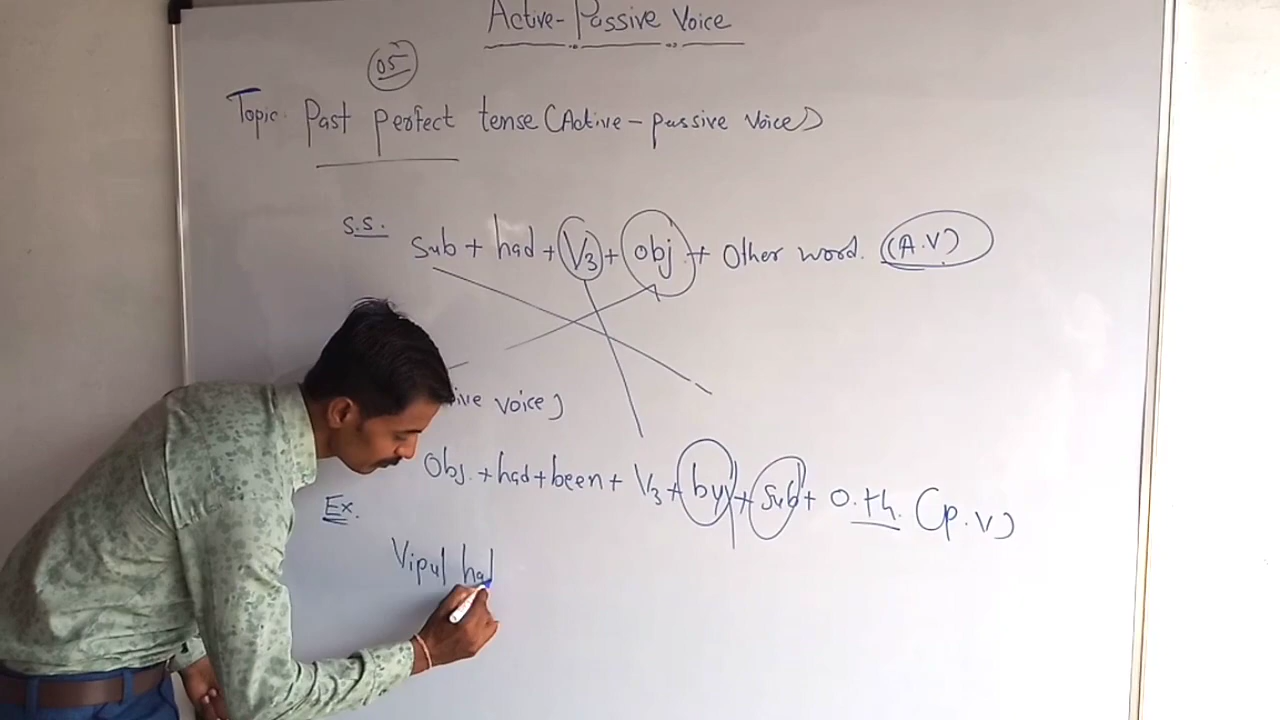 Active-Passive Voice
05
Topic: Past perfect tense (Active-passive Voice)
S.S. Sub + had + V3 + obj + Other word. (A.V)
voice)
Obj. + had + been + V3 + by + Sub + O.th. (P.V)
Ex.
Vipul had